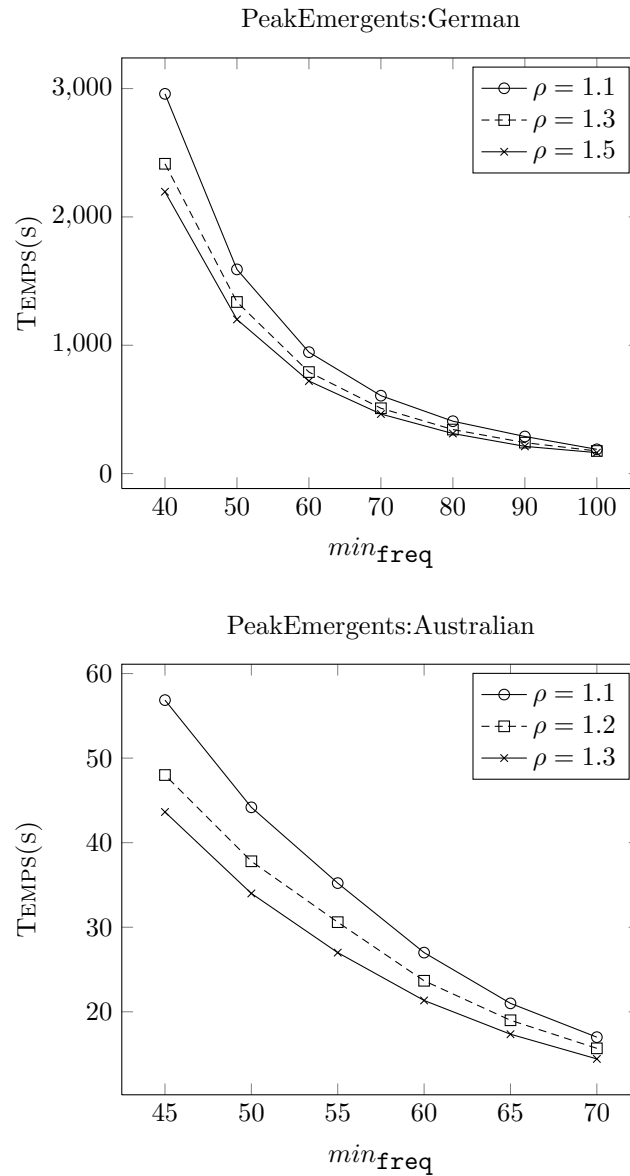 PeakEmergents:German
3,000
2,000
1,000
0
TEMPS(S)
ρ = 1.1
ρ = 1.3
ρ = 1.5
40 50 60 70 80 90 100
min_freq
PeakEmergents:Australian
60
50
40
30
20
TEMPS(S)
ρ = 1.1
ρ = 1.2
ρ = 1.3
45 50 55 60 65 70
min_freq